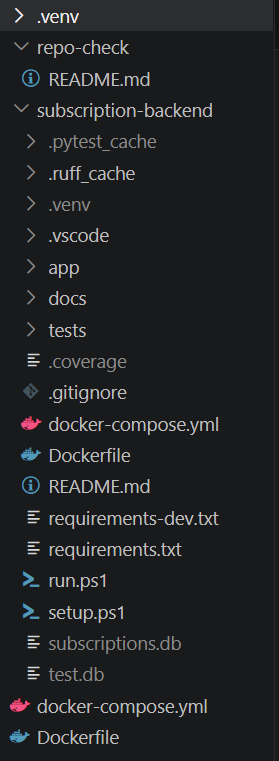 .venv
repo-check
README.md
subscription-backend
.pytest_cache
.ruff_cache
.venv
.vscode
app
docs
tests
.coverage
.gitignore
docker-compose.yml
Dockerfile
README.md
requirements-dev.txt
requirements.txt
run.ps1
setup.ps1
subscriptions.db
test.db
docker-compose.yml
Dockerfile